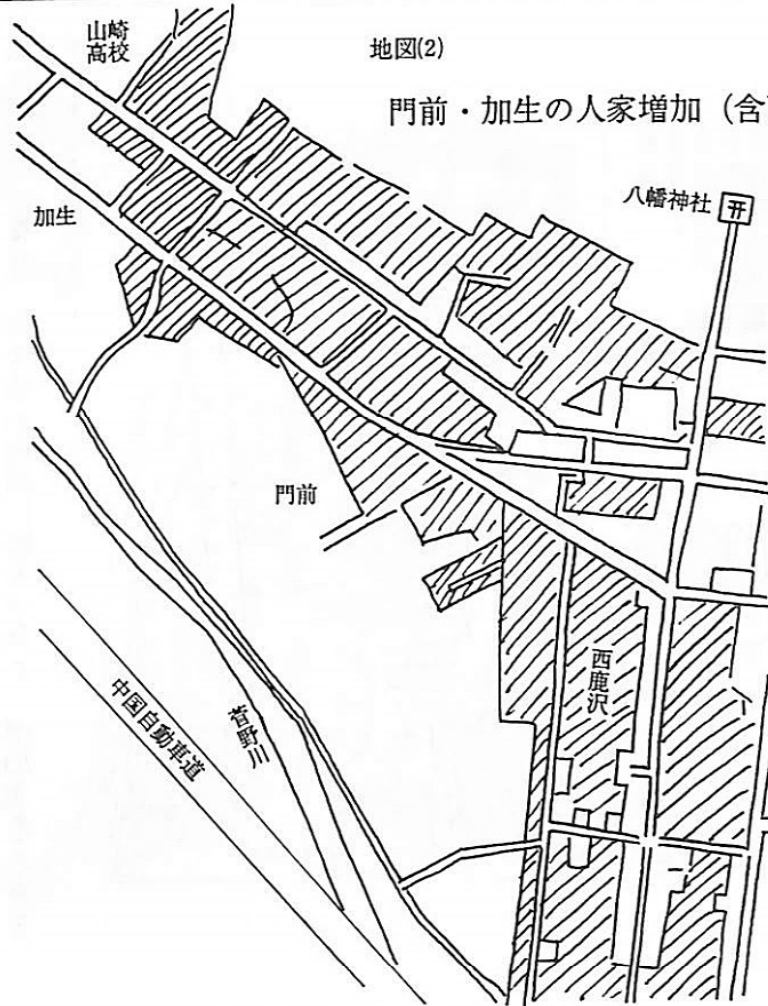 山崎
高校
地図(2)
門前・加生の人家増加（含
八幡神社
加生
門前
西鹿沢
菅野川
中国自動車道